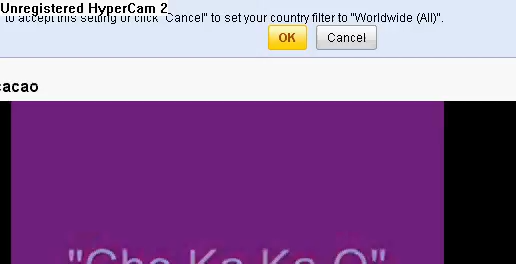 Unregistered HyperCam 2
to accept this setting or click "Cancel" to set your country filter to "Worldwide (All)".
OK Cancel
cacao
"Cho Ka Ka O"